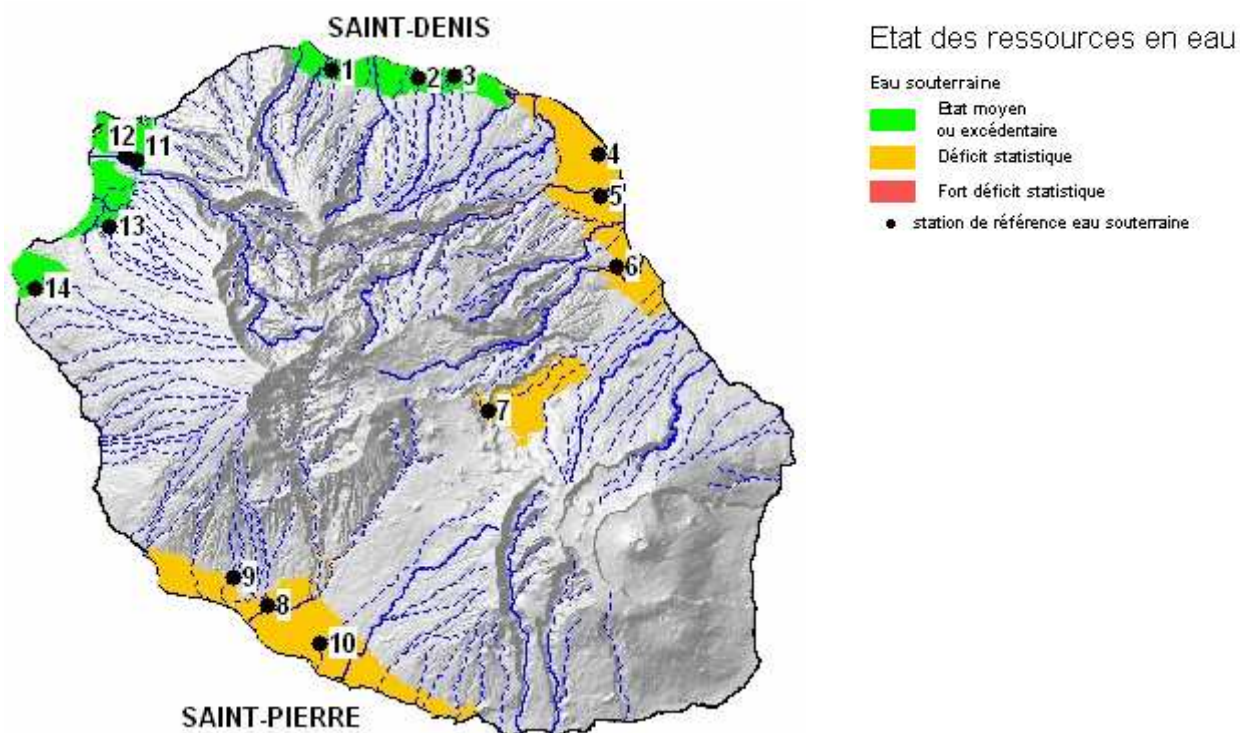 SAINT-DENIS
1
2
3
12
11
4
5
13
6
14
7
9
8
10
SAINT-PIERRE
Etat des ressources en eau
Eau souterraine
Etat moyen
ou excédentaire
Déficit statistique
Fort déficit statistique
station de référence eau souterraine